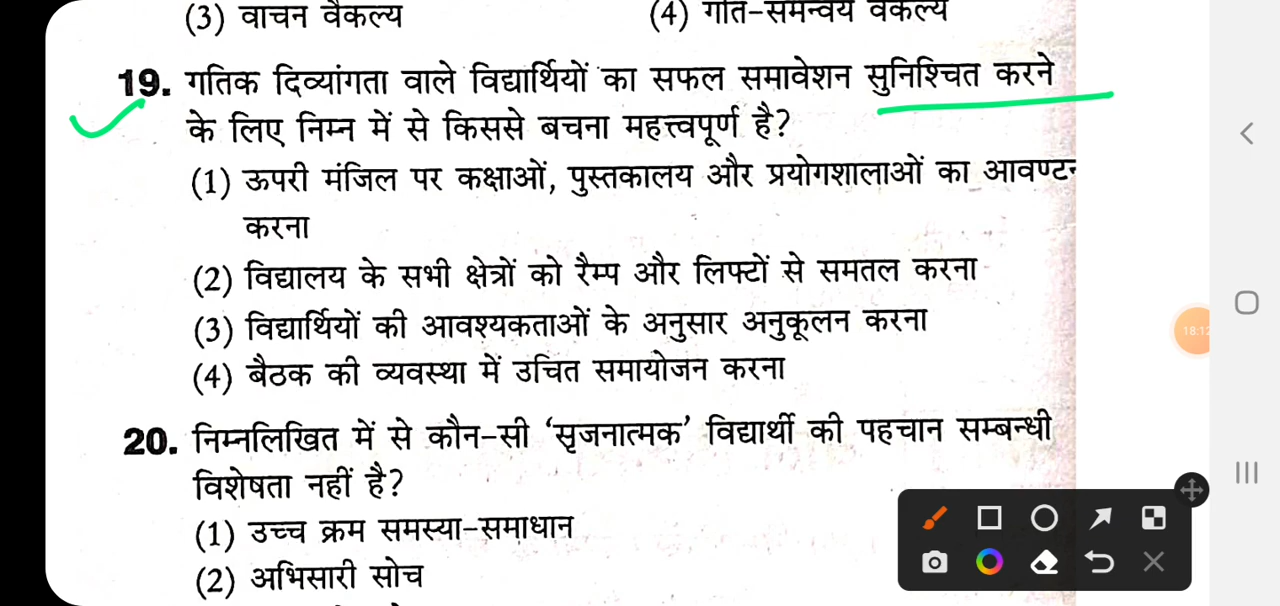 (3) वाचन वैकल्य (4) गति-समन्वय वैकल्य
19. गतिक दिव्यांगता वाले विद्यार्थियों का सफल समावेशन सुनिश्चित करने
के लिए निम्न में से किससे बचना महत्त्वपूर्ण है?
(1) ऊपरी मंजिल पर कक्षाओं, पुस्तकालय और प्रयोगशालाओं का आवण्टन
करना
(2) विद्यालय के सभी क्षेत्रों को रैम्प और लिफ्टों से समतल करना
(3) विद्यार्थियों की आवश्यकताओं के अनुसार अनुकूलन करना
(4) बैठक की व्यवस्था में उचित समायोजन करना
20. निम्नलिखित में से कौन-सी ‘सृजनात्मक’ विद्यार्थी की पहचान सम्बन्धी
विशेषता नहीं है?
(1) उच्च क्रम समस्या-समाधान
(2) अभिसारी सोच
18:12